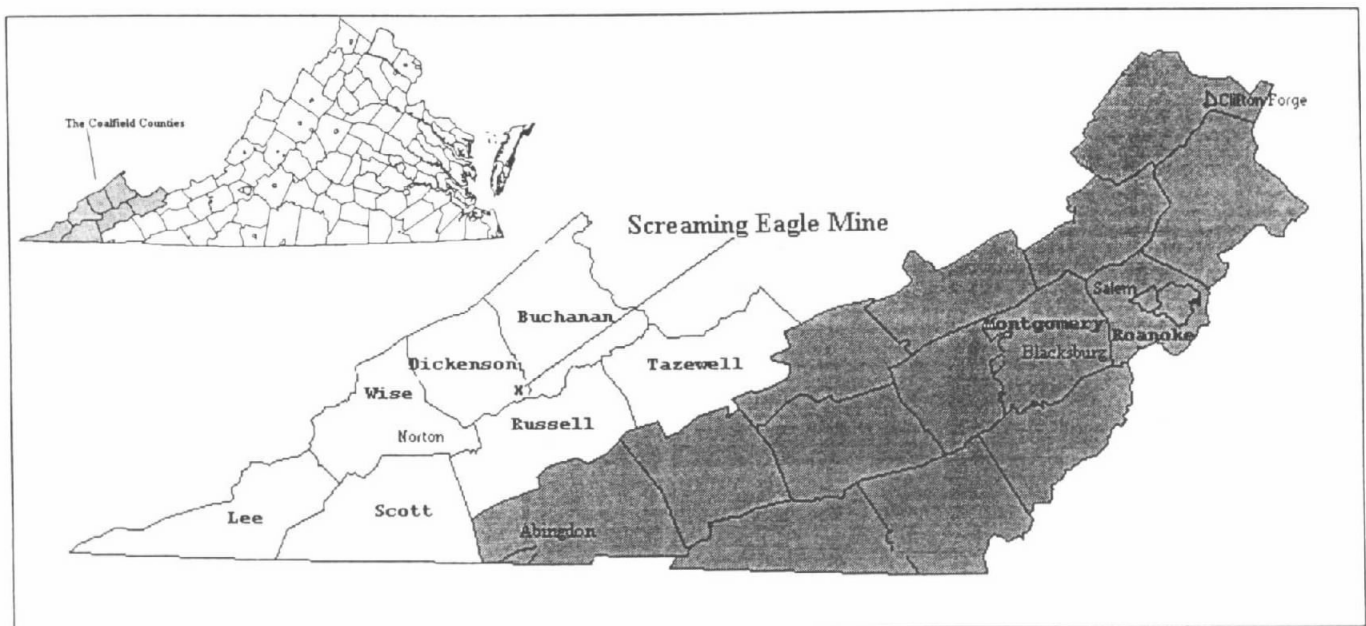 The Coalfield Counties
Clifton Forge
Screaming Eagle Mine
Buchanan
Salem
Montgomery
Roanoke
Blacksburg
Dickenson
Tazewell
Wise
X
Russell
Norton
Lee
Scott
Abingdon